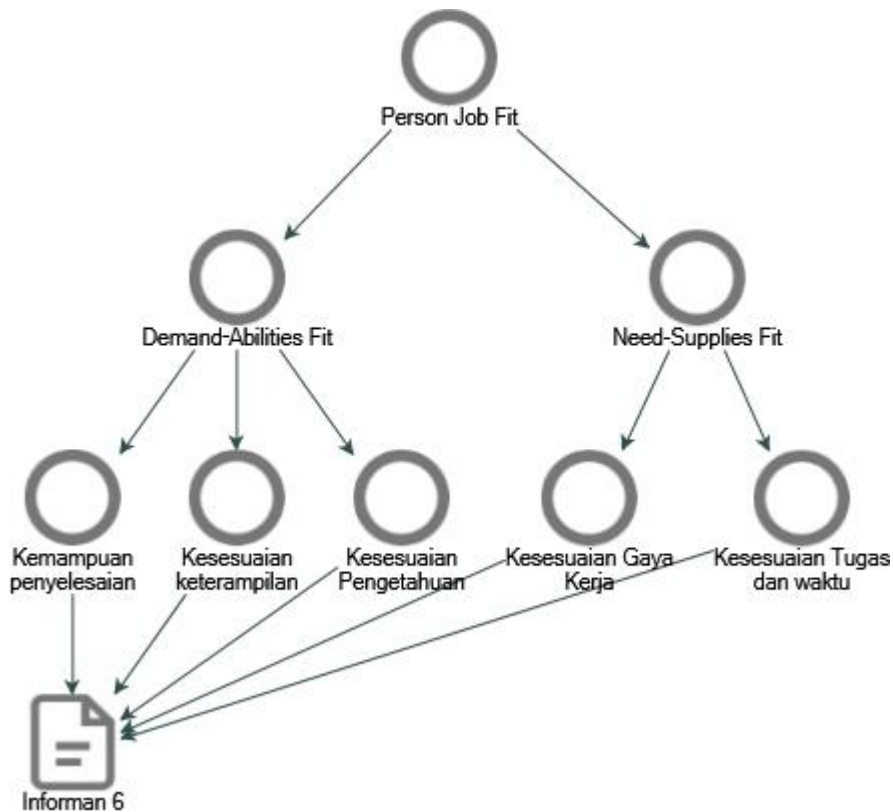 Person Job Fit
Demand-Abilities Fit
Need-Supplies Fit
Kemampuan
penyelesaian
Kesesuaian
keterampilan
Kesesuaian
Pengetahuan
Kesesuaian Gaya
Kerja
Kesesuaian Tugas
dan waktu
Informan 6